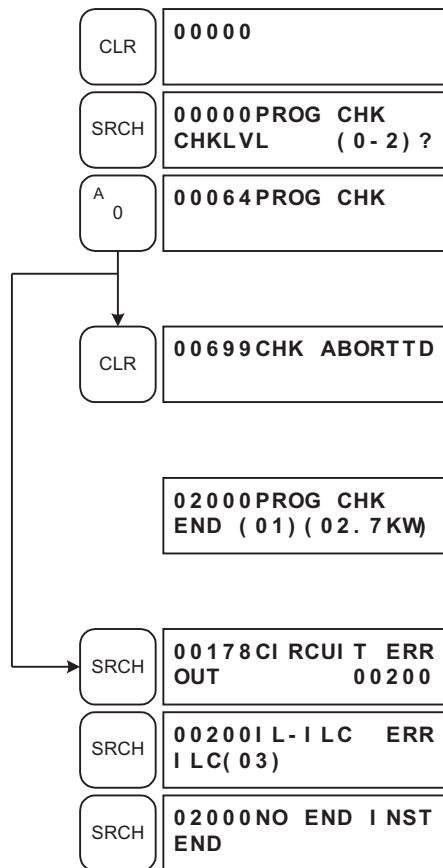 CLR
00000
SRCH
00000PROG CHK
CHKLVL (0-2)?
A
0
00064PROG CHK
CLR
00699CHK ABORTTD
02000PROG CHK
END (01)(02.7KW)
SRCH
00178CIRCUIT ERR
OUT 00200
SRCH
00200IL-ILC ERR
ILC(03)
SRCH
02000NO END INST
END